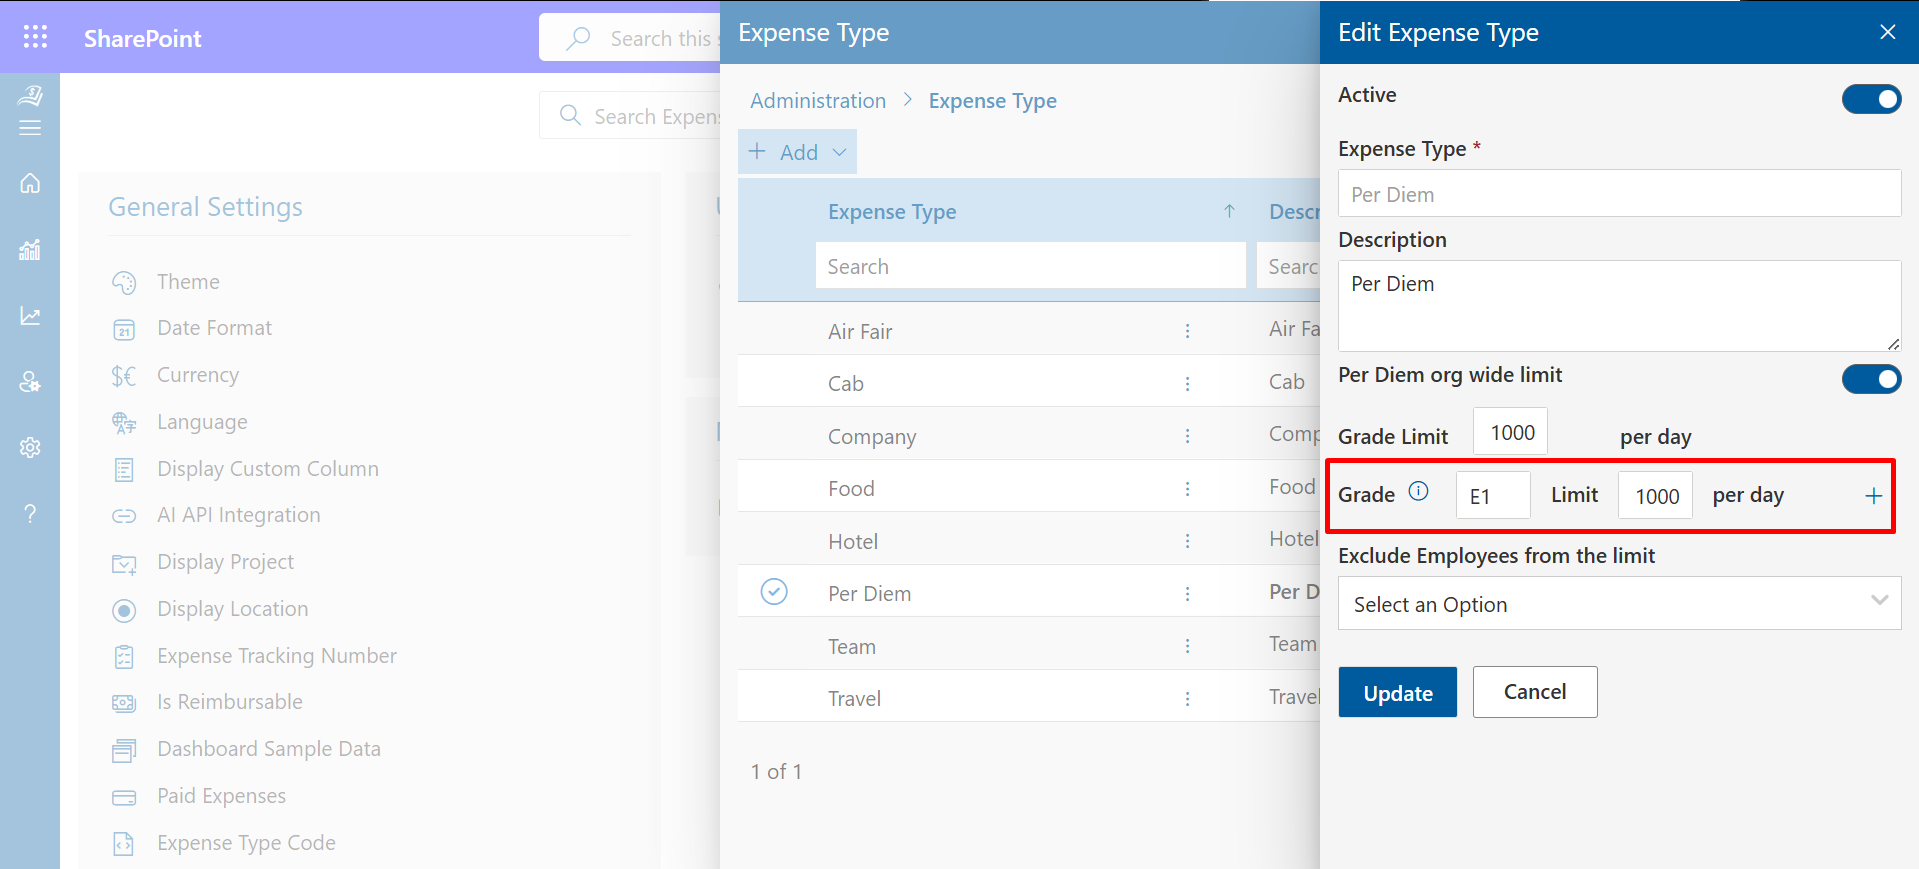 SharePoint
Search this s
Search Expens
General Settings
Theme
Date Format
Currency
Language
Display Custom Column
AI API Integration
Display Project
Display Location
Expense Tracking Number
Is Reimbursable
Dashboard Sample Data
Paid Expenses
Expense Type Code
Expense Type
Administration > Expense Type
+ Add
Expense Type ↑ Descr
Search Searc
Air Fair Air Fa
Cab Cab
Company Comp
Food Food
Hotel Hotel
Per Diem Per D
Team Team
Travel Travel
1 of 1
Edit Expense Type
Active
Expense Type *
Per Diem
Description
Per Diem
Per Diem org wide limit
Grade Limit 1000 per day
Grade E1 Limit 1000 per day +
Exclude Employees from the limit
Select an Option
Update Cancel